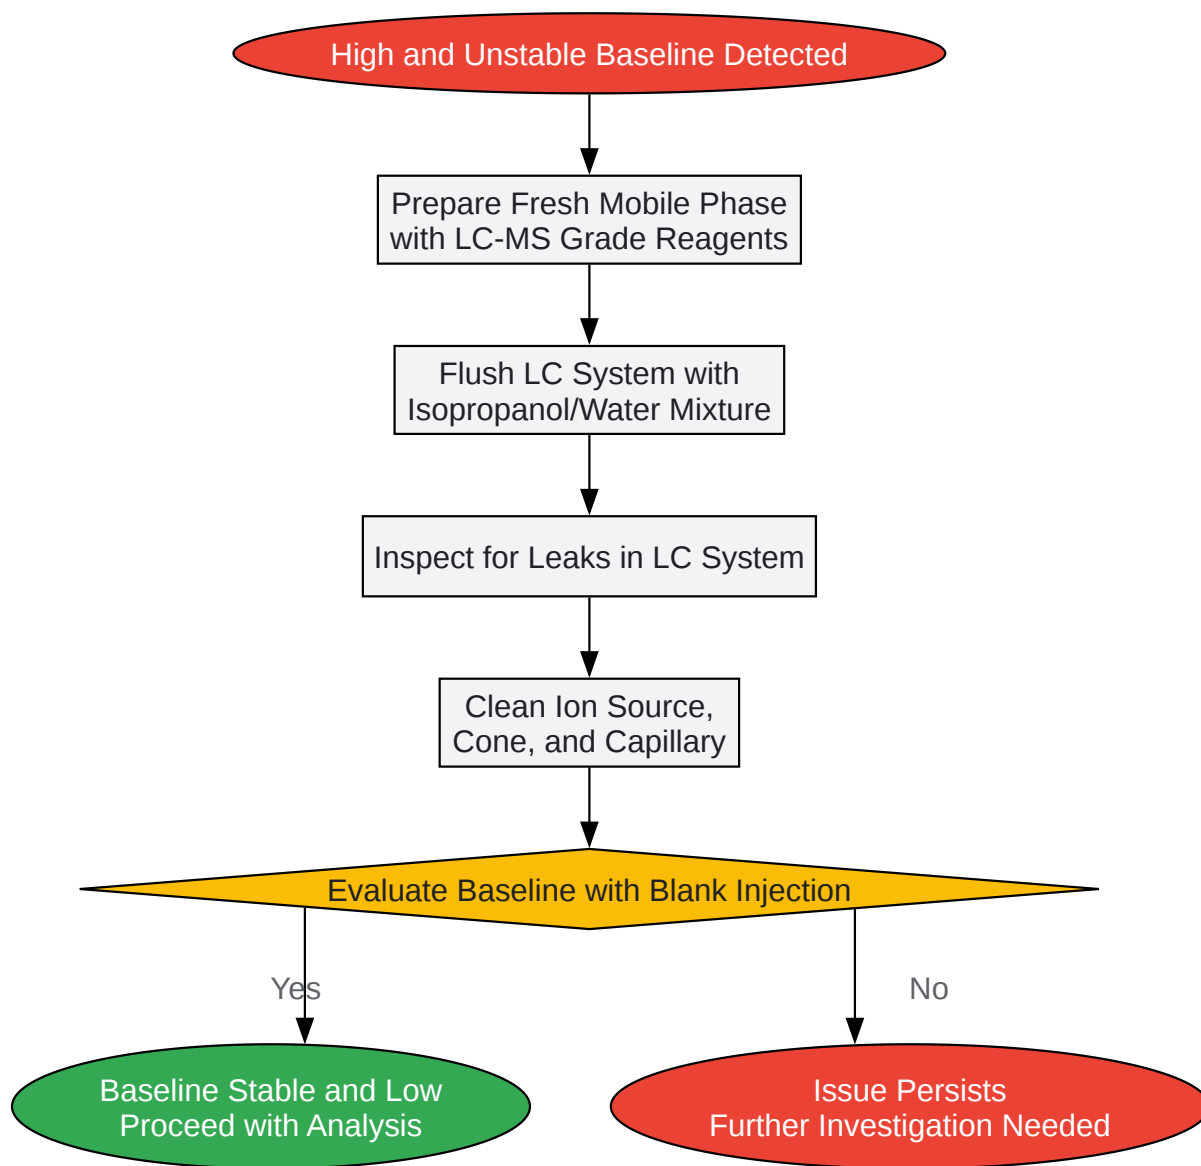 High and Unstable Baseline Detected
Prepare Fresh Mobile Phase
with LC-MS Grade Reagents
Flush LC System with
Isopropanol/Water Mixture
Inspect for Leaks in LC System
Clean Ion Source,
Cone, and Capillary
Evaluate Baseline with Blank Injection
Yes
No
Baseline Stable and Low
Proceed with Analysis
Issue Persists
Further Investigation Needed